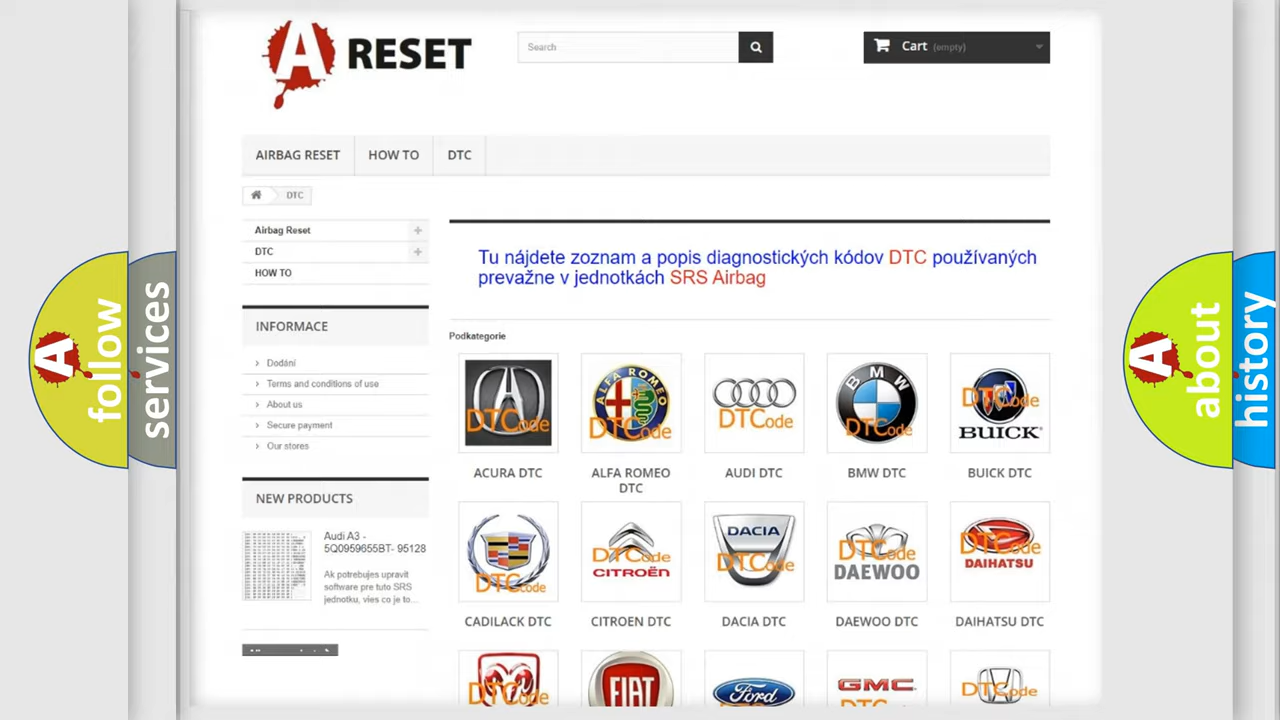 A RESET
Search
Cart (empty)
AIRBAG RESET
HOW TO
DTC
DTC
Airbag Reset
DTC
HOW TO
Tu nájdete zoznam a popis diagnostických kódov DTC používaných
prevažne v jednotkách SRS Airbag
INFORMACE
Dodání
Terms and conditions of use
About us
Secure payment
Our stores
NEW PRODUCTS
Audi A3 -
5Q0959655BT- 95128
Ak potrebujes upravit
software pre tuto SRS
jednotku, vies co je to...
Podkategorie
DTCode
ALFA ROMEO
DTCode
DTCode
BMW
DTCode
DTCode
BUICK
ACURA DTC
ALFA ROMEO
DTC
AUDI DTC
BMW DTC
BUICK DTC
DTCode
DTCode
CITROËN
DACIA
DTCode
DTCode
DAEWOO
DTCode
DAIHATSU
CADILACK DTC
CITROEN DTC
DACIA DTC
DAEWOO DTC
DAIHATSU DTC
DTCode
FIAT
Ford
GMC
DTCode
A follow
services
A about
history